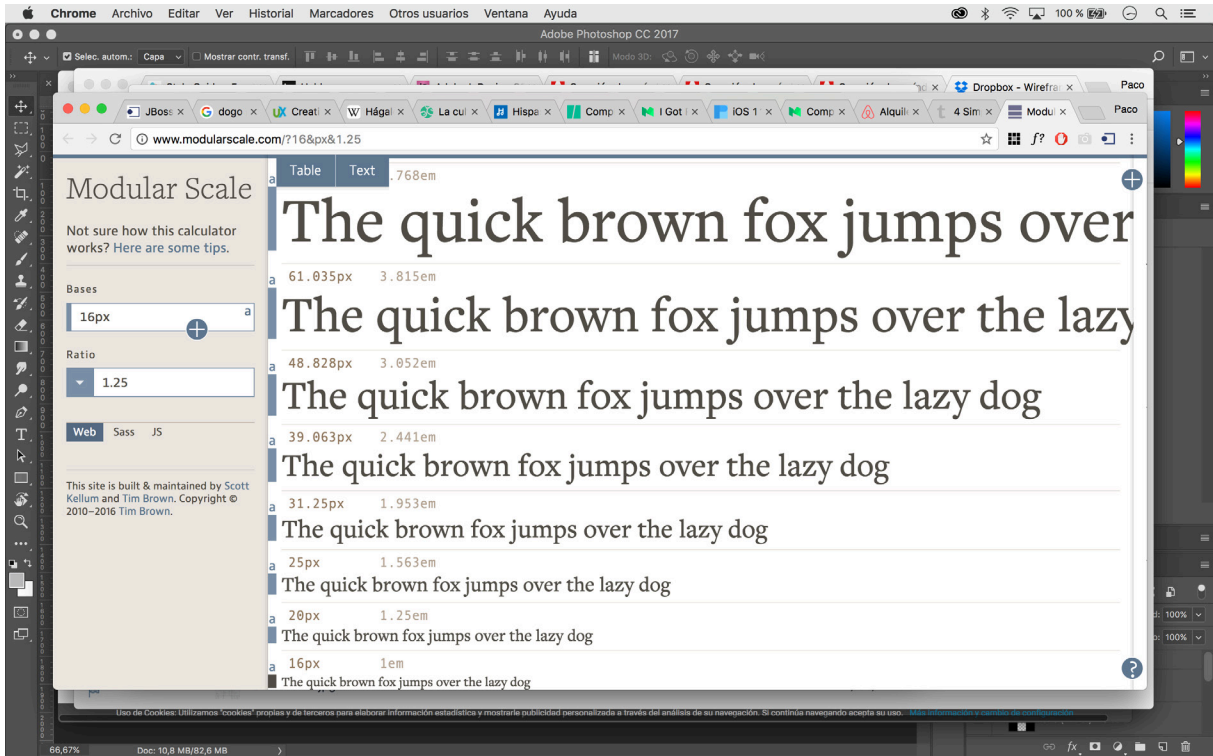 Chrome Archivo Editar Ver Historial Marcadores Otros usuarios Ventana Ayuda 100 %
Adobe Photoshop CC 2017
Selec. autom.: Capa Mostrar contr. transf. Modo 3D:
Dropbox - Wirefra Paco
JBoss dogo Creati Hágal La cul Hispa Comp I Got iOS 1 Comp Alquile 4 Sim Modul Paco
www.modularscale.com/?16&px&1.25
Table Text
Modular Scale
Not sure how this calculator
works? Here are some tips.
Bases
16px a
Ratio
1.25
Web Sass JS
This site is built & maintained by Scott
Kellum and Tim Brown. Copyright ©
2010–2016 Tim Brown.
a .768em
The quick brown fox jumps over
a 61.035px 3.815em
The quick brown fox jumps over the lazy
a 48.828px 3.052em
The quick brown fox jumps over the lazy dog
a 39.063px 2.441em
The quick brown fox jumps over the lazy dog
a 31.25px 1.953em
The quick brown fox jumps over the lazy dog
a 25px 1.563em
The quick brown fox jumps over the lazy dog
a 20px 1.25em
The quick brown fox jumps over the lazy dog
a 16px 1em
The quick brown fox jumps over the lazy dog
100%
100%
Uso de Cookies: Utilizamos "cookies" propias y de terceros para elaborar información estadística y mostrarle publicidad personalizada a través del análisis de su navegación. Si continúa navegando acepta su uso. Más información y cambio de configuración
66,67% Doc: 10,8 MB/82,6 MB